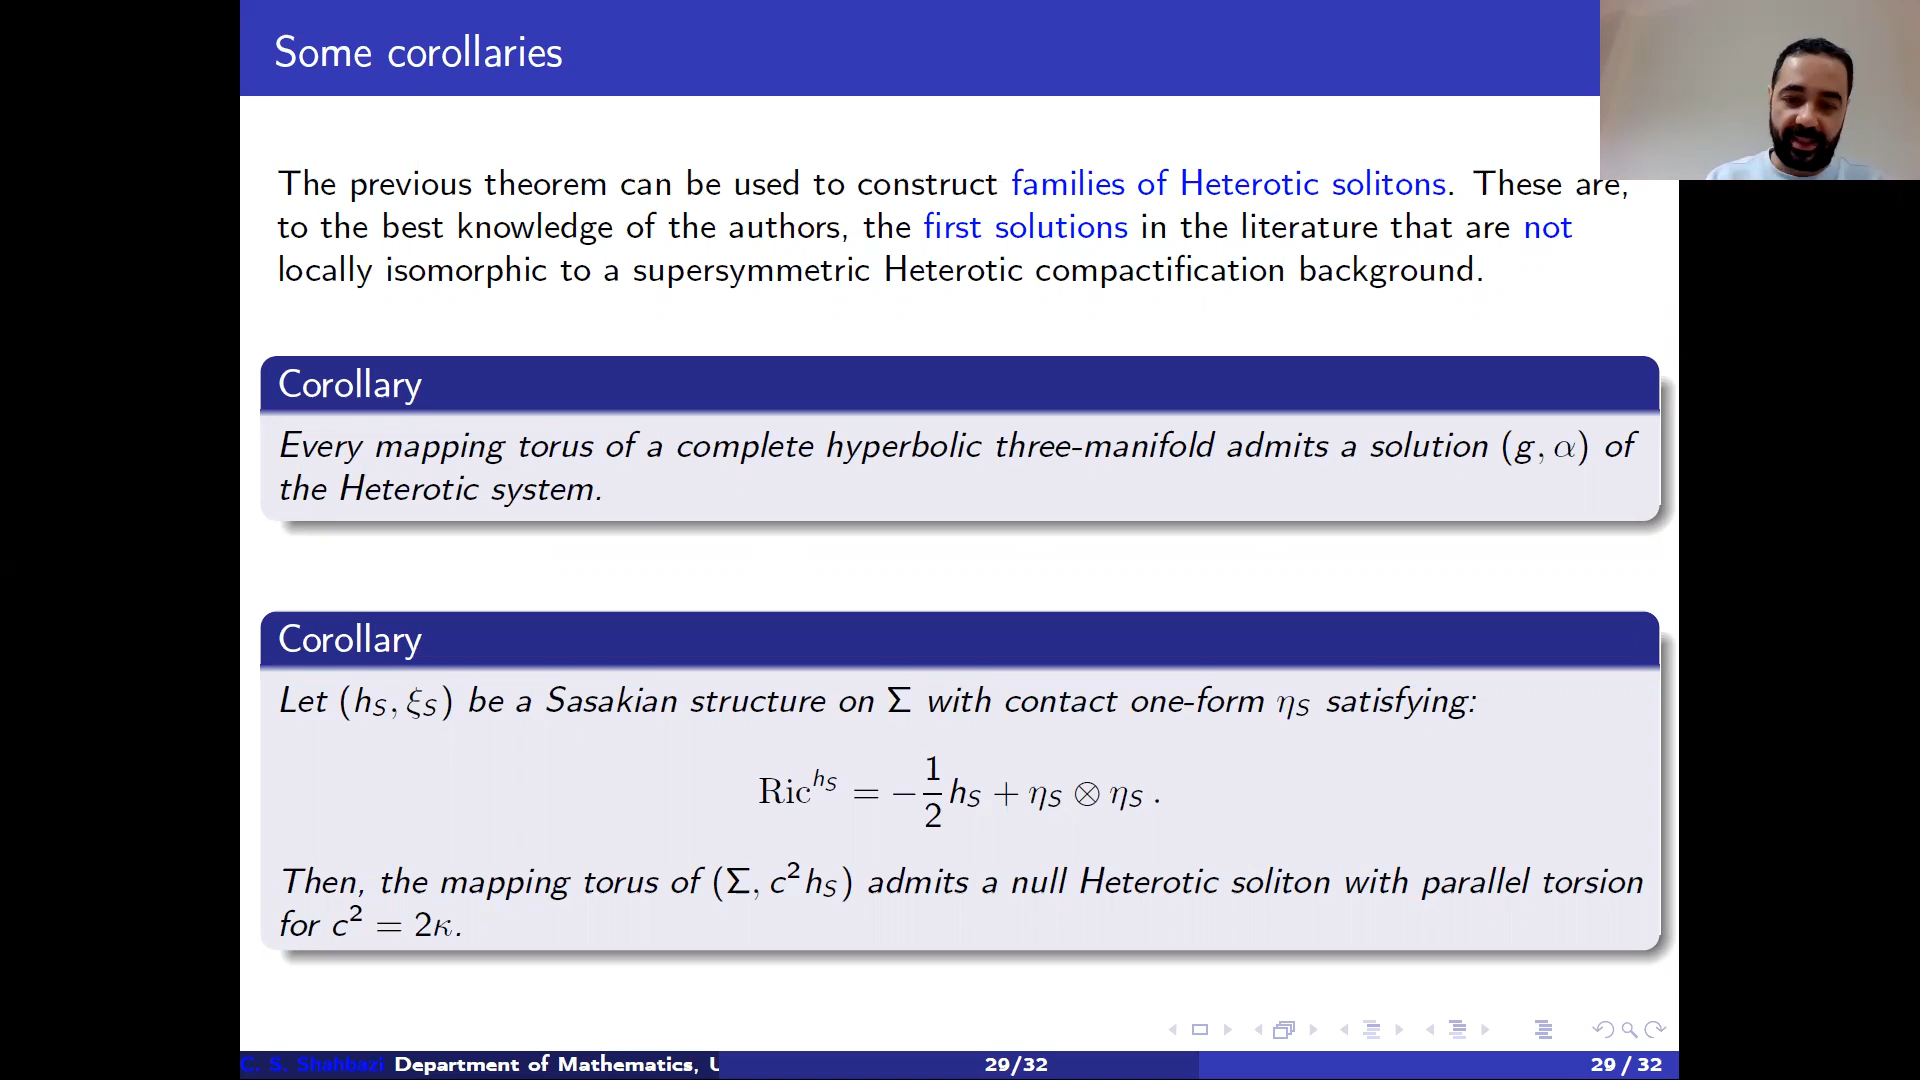 Some corollaries
The previous theorem can be used to construct families of Heterotic solitons. These are,
to the best knowledge of the authors, the first solutions in the literature that are not
locally isomorphic to a supersymmetric Heterotic compactification background.
Corollary
Every mapping torus of a complete hyperbolic three-manifold admits a solution (g, α) of
the Heterotic system.
Corollary
Let (h_S, ξ_S) be a Sasakian structure on Σ with contact one-form η_S satisfying:
Ric^{h_S} = −\frac{1}{2} h_S + η_S ⊗ η_S .
Then, the mapping torus of (Σ, c²h_S) admits a null Heterotic soliton with parallel torsion
for c² = 2κ.
C. S. Shahbazi Department of Mathematics, U 29/32 29 / 32